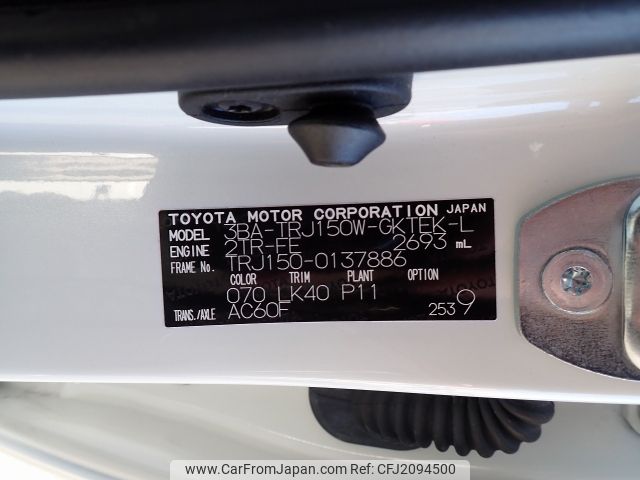 TOYOTA MOTOR CORPORATION JAPAN
MODEL 3BA-TRJ150W-GKTEK-L
ENGINE 2TR-FE 2693 mL
FRAME No. TRJ150-0137886
COLOR TRIM PLANT OPTION
070 LK40 P11
TRANS./AXLE AC60F 2539
www.CarFromJapan.com | Ref No: CFJ2094500